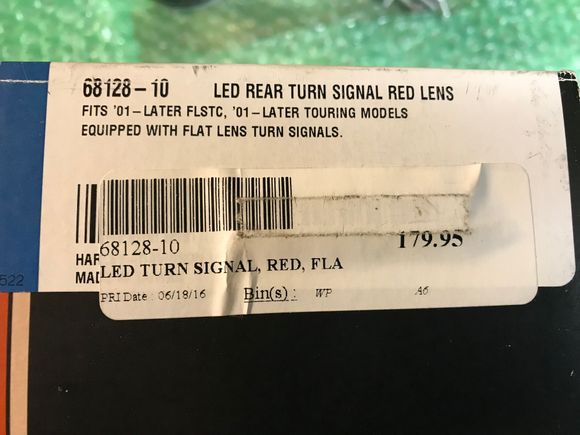 68128-10 LED REAR TURN SIGNAL RED LENS
FITS '01-LATER FLSTC, '01-LATER TOURING MODELS
EQUIPPED WITH FLAT LENS TURN SIGNALS.
68128-10 179.95
HAR
LED TURN SIGNAL, RED, FLA
MAD
PRI Date: 06/18/16 Bin(s): WP A6
522